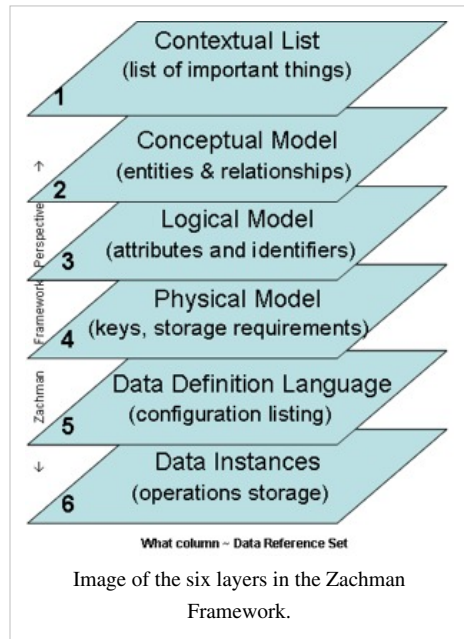 Contextual List
(list of important things)
1
Conceptual Model
(entities & relationships)
2
Logical Model
(attributes and identifiers)
3
Physical Model
(keys, storage requirements)
4
Data Definition Language
(configuration listing)
5
Data Instances
(operations storage)
6
← Zachman Framework Perspective →
What column ~ Data Reference Set
Image of the six layers in the Zachman
Framework.